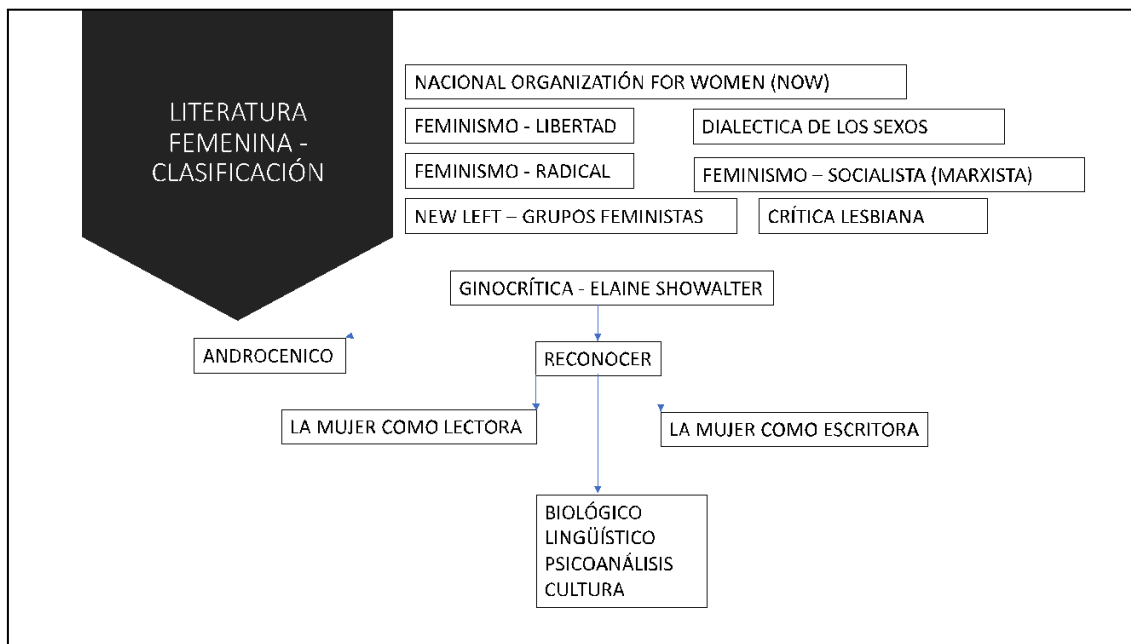 LITERATURA
FEMENINA -
CLASIFICACIÓN
NACIONAL ORGANIZATIÓN FOR WOMEN (NOW)
FEMINISMO - LIBERTAD
DIALECTICA DE LOS SEXOS
FEMINISMO - RADICAL
FEMINISMO – SOCIALISTA (MARXISTA)
NEW LEFT – GRUPOS FEMINISTAS
CRÍTICA LESBIANA
GINOCRÍTICA - ELAINE SHOWALTER
ANDROCENICO
RECONOCER
LA MUJER COMO LECTORA
LA MUJER COMO ESCRITORA
BIOLÓGICO
LINGÜÍSTICO
PSICOANÁLISIS
CULTURA